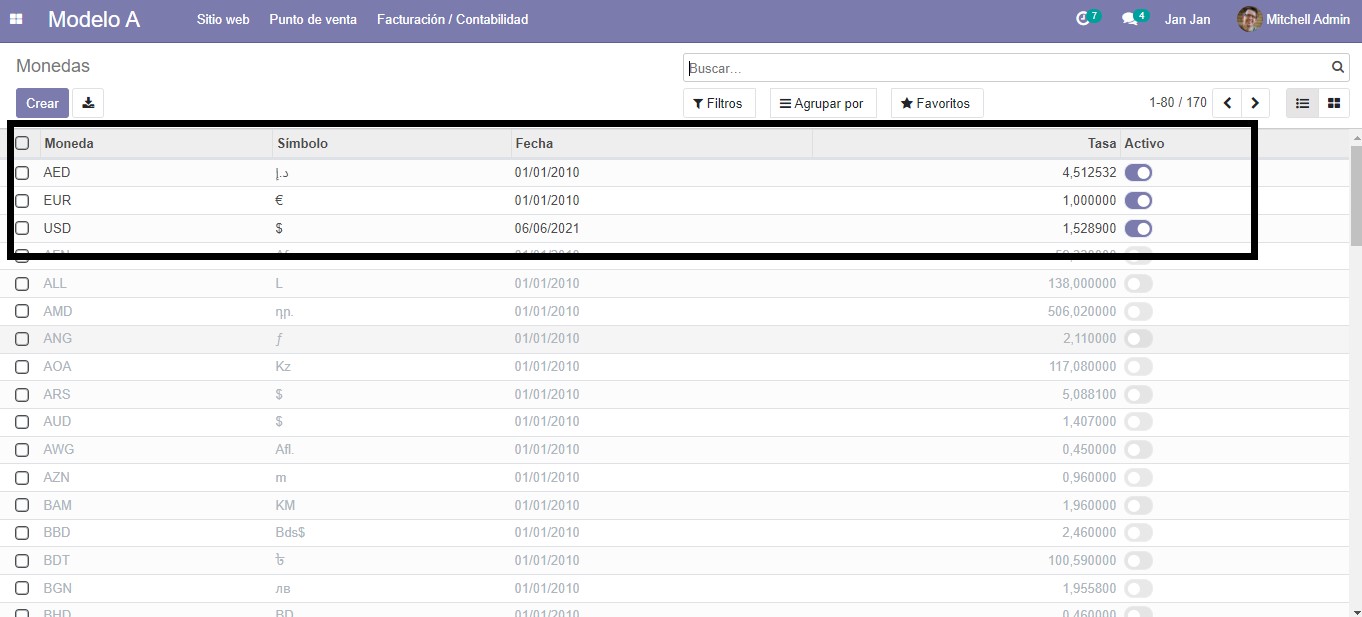 Modelo A Sitio web Punto de venta Facturación / Contabilidad 7 4 Jan Jan Mitchell Admin
Monedas Buscar...
Crear Filtros Agrupar por Favoritos 1-80 / 170
Moneda Símbolo Fecha Tasa Activo
AED د.إ 01/01/2010 4,512532
EUR € 01/01/2010 1,000000
USD $ 06/06/2021 1,528900
ALL L 01/01/2010 138,000000
AMD դր. 01/01/2010 506,020000
ANG ƒ 01/01/2010 2,110000
AOA Kz 01/01/2010 117,080000
ARS $ 01/01/2010 5,088100
AUD $ 01/01/2010 1,407000
AWG Afl. 01/01/2010 0,450000
AZN m 01/01/2010 0,960000
BAM KM 01/01/2010 1,960000
BBD Bds$ 01/01/2010 2,460000
BDT ৳ 01/01/2010 100,590000
BGN лв 01/01/2010 1,955800
BHD BD 01/01/2010 0,460000